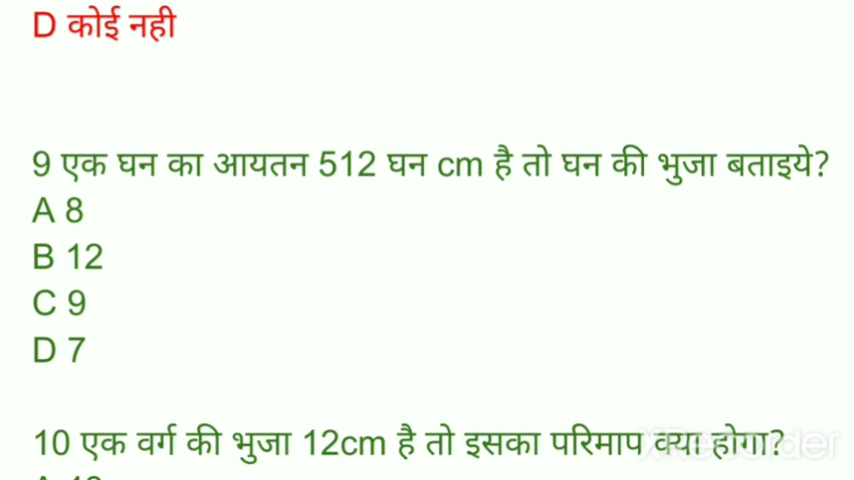 D कोई नही
9 एक घन का आयतन 512 घन cm है तो घन की भुजा बताइये?
A 8
B 12
C 9
D 7
10 एक वर्ग की भुजा 12cm है तो इसका परिमाप क्या होगा?
XRecorder